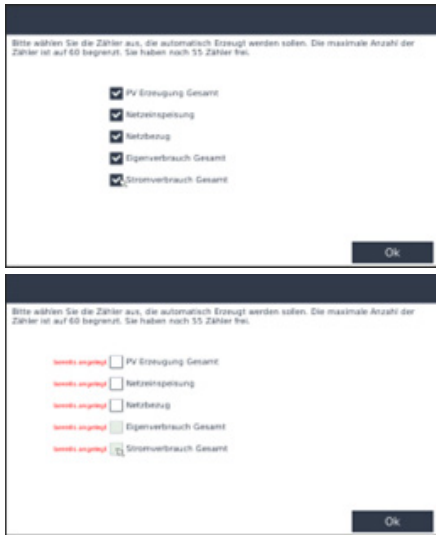 Bitte wählen Sie die Zähler aus, die automatisch Erzeugt werden sollen. Die maximale Anzahl der
Zähler ist auf 60 begrenzt. Sie haben noch 55 Zähler frei.
PV Erzeugung Gesamt
Netzeinspeisung
Netzbezug
Eigenverbrauch Gesamt
Stromverbrauch Gesamt
Ok
Bitte wählen Sie die Zähler aus, die automatisch Erzeugt werden sollen. Die maximale Anzahl der
Zähler ist auf 60 begrenzt. Sie haben noch 55 Zähler frei.
bereits angelegt PV Erzeugung Gesamt
bereits angelegt Netzeinspeisung
bereits angelegt Netzbezug
bereits angelegt Eigenverbrauch Gesamt
bereits angelegt Stromverbrauch Gesamt
Ok